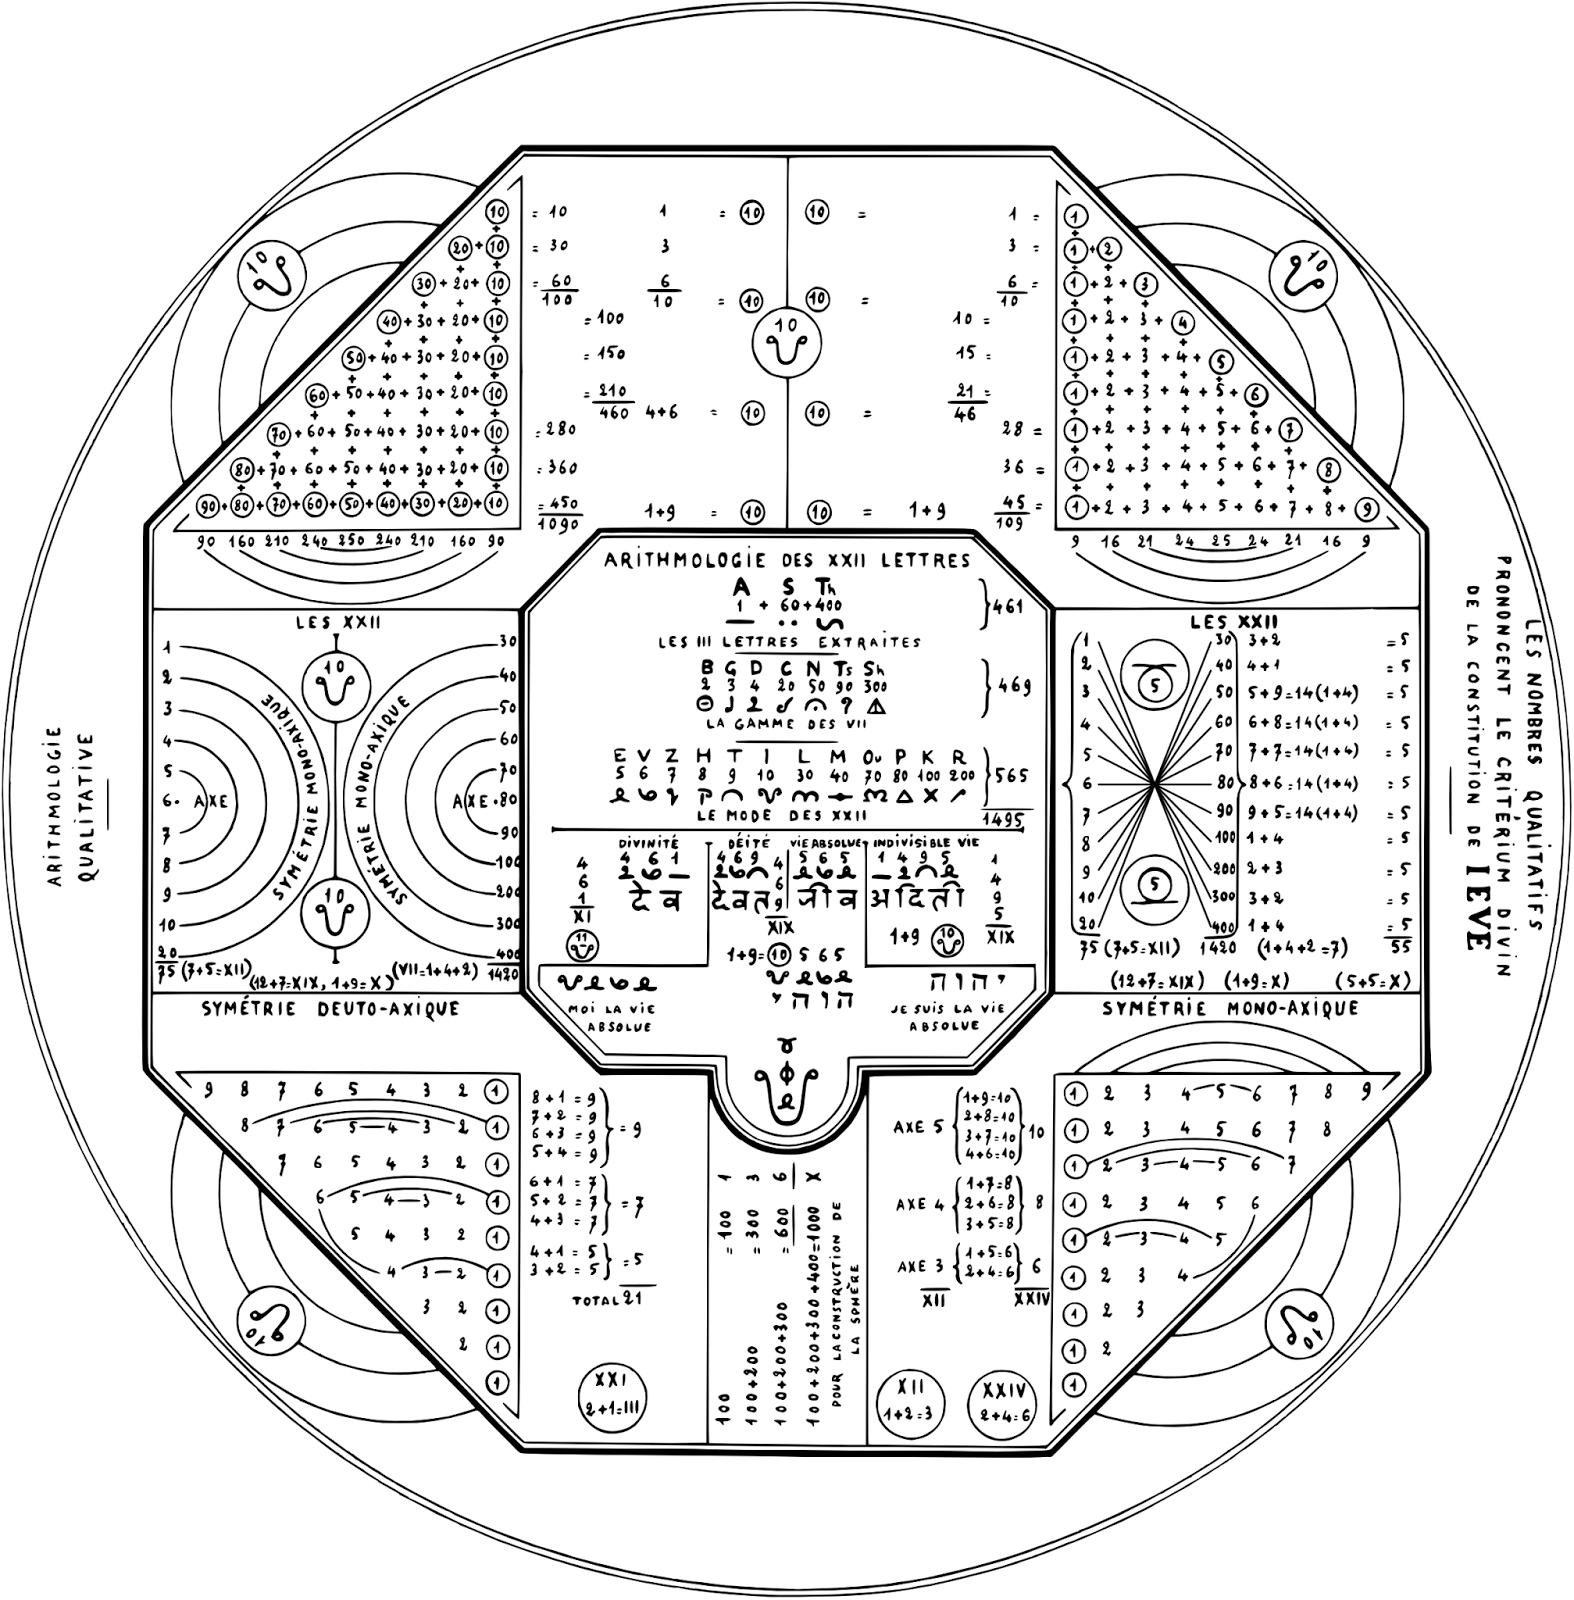 ARITHMOLOGIE
QUALITATIVE
LES NOMBRES QUALITATIFS
PRONONCENT LE CRITÉRIUM DIVIN
DE LA CONSTITUTION DE IEVE
10
10
10
10
10
10 = 10 1 = 10
20+10 = 30 3
30+20+10 = 60 6
100 10 = 10
40+30+20+10 = 100
50+40+30+20+10 = 150
60+50+40+30+20+10 = 210
460 4+6 = 10
70+60+50+40+30+20+10 = 280
80+70+60+50+40+30+20+10 = 360
90+80+70+60+50+40+30+20+10 = 450
1090 1+9 = 10
90 160 210 240 250 240 210 160 90
10 = 1 = 1
3 = 1+2
6 = 1+2+3
10 = 10
10 = 1+2+3+4
15 = 1+2+3+4+5
21 = 1+2+3+4+5+6
10 = 46
28 = 1+2+3+4+5+6+7
36 = 1+2+3+4+5+6+7+8
45 = 1+2+3+4+5+6+7+8+9
10 = 1+9 109
9 16 21 24 25 24 21 16 9
LES XXII
10
10
1 30
2 40
3 50
4 60
5 70
6 AXE AXE 80
7 90
8 100
9 200
10 300
20 400
SYMÉTRIE MONO-AXIQUE
SYMÉTRIE MONO-AXIQUE
75 (7+5=XII) (12+7=XIX, 1+9=X) (VII=1+4+2) 1420
SYMÉTRIE DEUTO-AXIQUE
ARITHMOLOGIE DES XXII LETTRES
A S Th
1 + 60+400 461
LES III LETTRES EXTRAITES
B G D C N Ts Sh
2 3 4 20 50 90 300 469
LA GAMME DES VII
E V Z H T I L M Ou P K R
5 6 7 8 9 10 30 40 70 80 100 200 565
LE MODE DES XXII 1495
DIVINITÉ DÉITÉ VIE ABSOLUE INDIVISIBLE VIE
4 6 1 4 6 9 5 6 5 1 4 9 5
देव देवत जीव अदिती
4
6
1
XI
11
4
6
9
XIX
1
4
9
5
XIX
1+9=10 5 6 5
1+9 10
יהוה
יהוה
MOI LA VIE
ABSOLUE
JE SUIS LA VIE
ABSOLUE
LES XXII
5
5
1 30 3+2 = 5
2 40 4+1 = 5
3 50 5+9=14(1+4) = 5
4 60 6+8=14(1+4) = 5
5 70 7+7=14(1+4) = 5
6 80 8+6=14(1+4) = 5
7 90 9+5=14(1+4) = 5
8 100 1+4 = 5
9 200 2+3 = 5
10 300 3+2 = 5
20 400 1+4 = 5
75 (7+5=XII) 1420 (1+4+2=7) 55
(12+7=XIX) (1+9=X) (5+5=X)
SYMÉTRIE MONO-AXIQUE
9 8 7 6 5 4 3 2 1
8 7 6 5 4 3 2 1
7 6 5 4 3 2 1
6 5 4 3 2 1
5 4 3 2 1
4 3 2 1
3 2 1
2 1
1
8+1=9
7+2=9
6+3=9
5+4=9
=9
6+1=7
5+2=7
4+3=7
=7
4+1=5
3+2=5
=5
TOTAL 21
XXI
2+1=III
100 = 100 1
100+200 = 300 3
100+200+300 = 600 6
100+200+300+400=1000 X
POUR LA CONSTRUCTION DE
LA SPHÈRE
AXE 5 1+9=10
2+8=10
3+7=10
4+6=10
10
AXE 4 1+7=8
2+6=8
3+5=8
8
AXE 3 1+5=6
2+4=6
6
XII XXIV
XII
1+2=3
XXIV
2+4=6
1 2 3 4 5 6 7 8 9
1 2 3 4 5 6 7 8
1 2 3 4 5 6 7
1 2 3 4 5 6
1 2 3 4 5
1 2 3 4
1 2 3
1 2
1